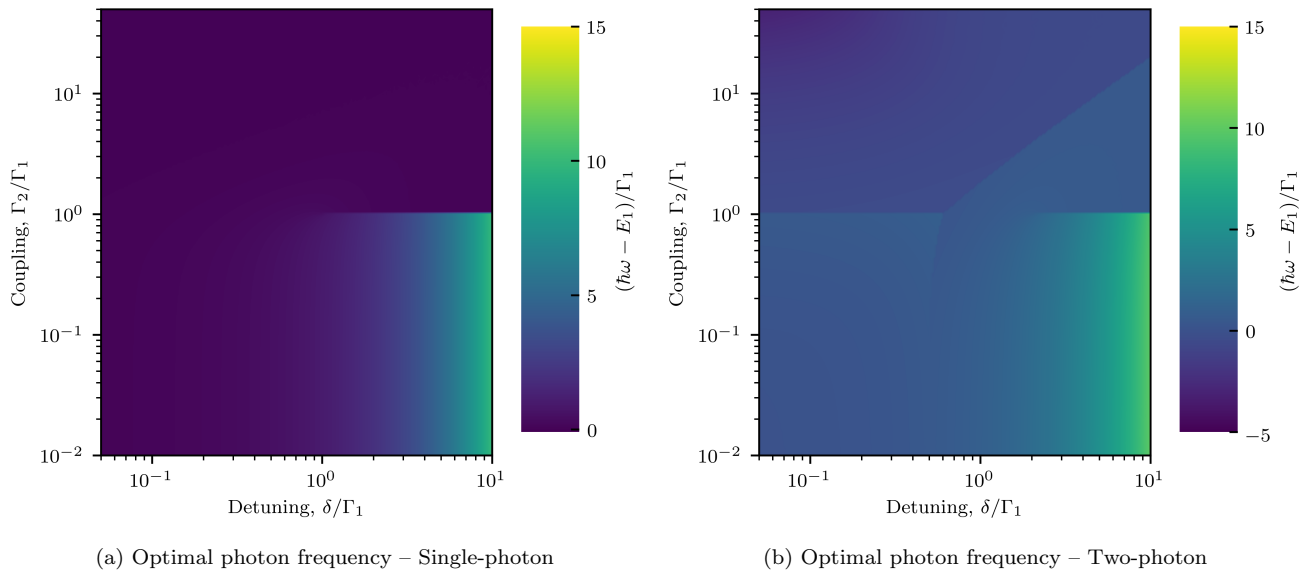 10¹
10⁰
10⁻¹
10⁻²
Coupling, Γ₂/Γ₁
10⁻¹
10⁰
10¹
Detuning, δ/Γ₁
15
10
5
0
(ℏω − E₁)/Γ₁
(a) Optimal photon frequency – Single-photon
10¹
10⁰
10⁻¹
10⁻²
Coupling, Γ₂/Γ₁
10⁻¹
10⁰
10¹
Detuning, δ/Γ₁
15
10
5
0
−5
(ℏω − E₁)/Γ₁
(b) Optimal photon frequency – Two-photon